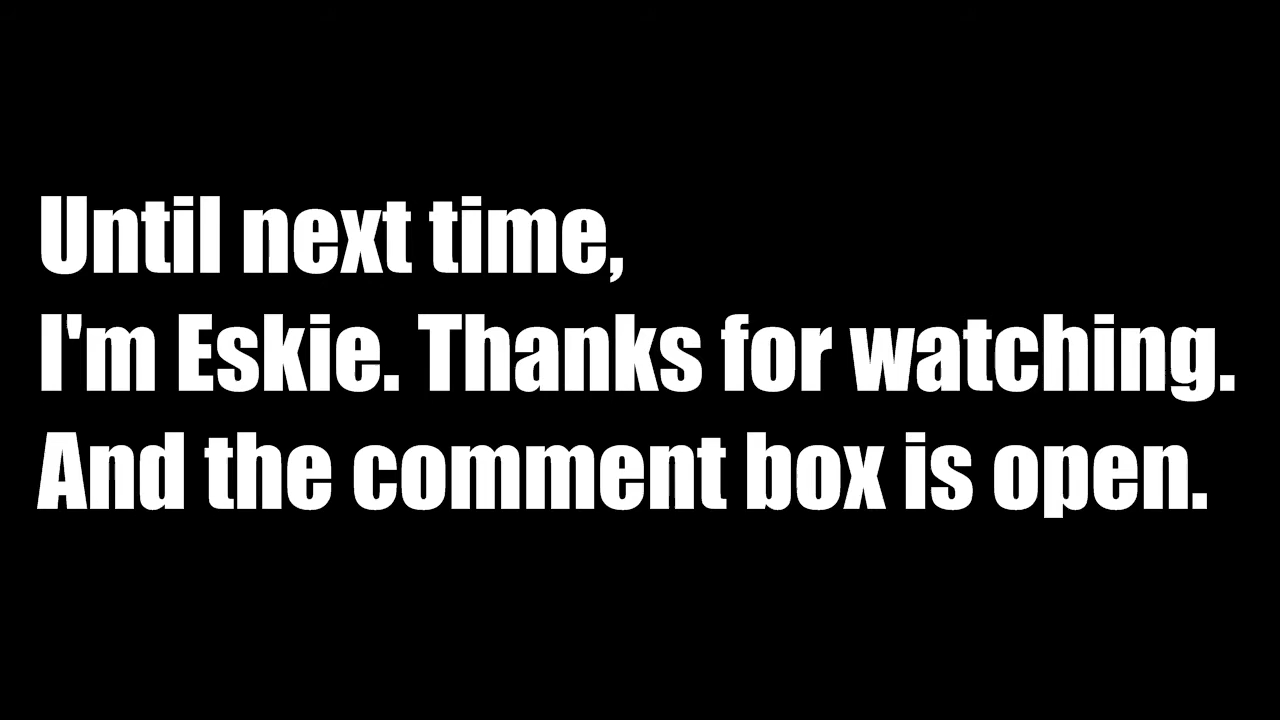 Until next time,
I'm Eskie. Thanks for watching.
And the comment box is open.